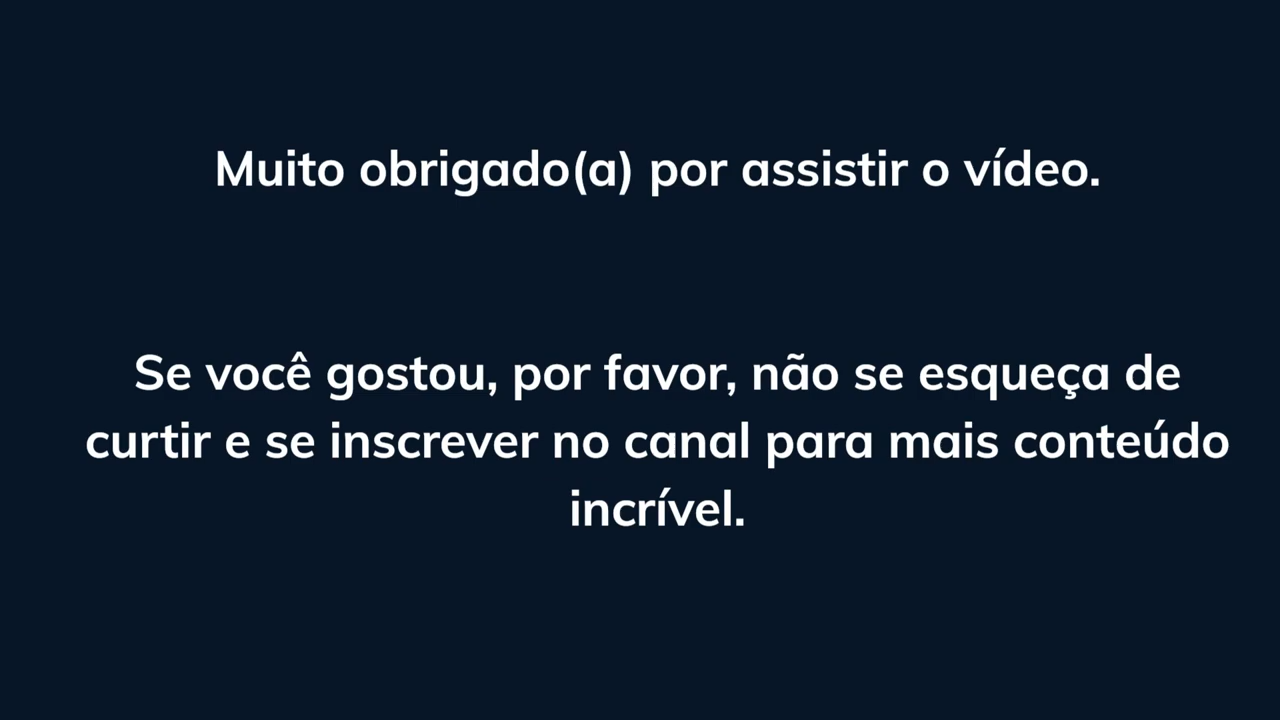 Muito obrigado(a) por assistir o vídeo.
Se você gostou, por favor, não se esqueça de
curtir e se inscrever no canal para mais conteúdo
incrível.